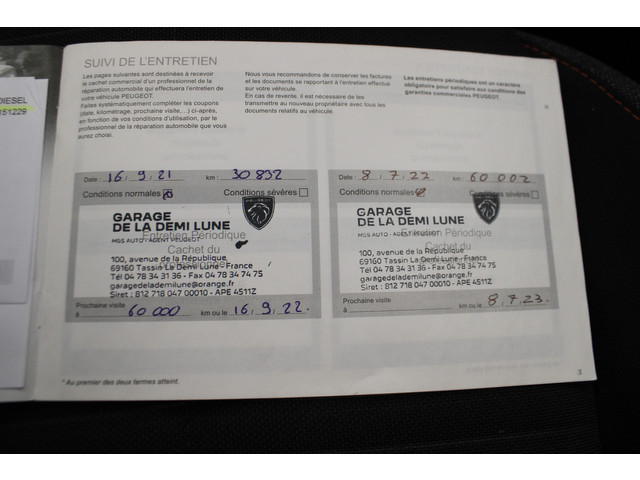 DIESEL
151229
SUIVI DE L'ENTRETIEN
Les pages suivantes sont destinées à recevoir
le cachet commercial d'un professionnel de la
réparation automobile qui effectuera l'entretien de
votre véhicule PEUGEOT.
Faites systématiquement compléter les coupons
(date, kilométrage, prochaine visite,...) ci-après,
en fonction de vos conditions d'utilisation, par le
professionnel de la réparation automobile que vous
aurez choisi.
Nous vous recommandons de conserver les factures
et les documents se rapportant à l'entretien effectué
sur votre véhicule.
En cas de revente, il est nécessaire de les
transmettre au nouveau propriétaire avec tous les
documents relatifs au véhicule.
Les entretiens périodiques ont un caractère
obligatoire pour satisfaire aux conditions des
garanties commerciales PEUGEOT.
Date : 16, 9, 21 km : 30 832
Conditions normales Conditions sévères
GARAGE
DE LA DEMI LUNE
MGS AUTO - AGENT PEUGEOT
Entretien Périodique
Cachet du
100, avenue de la République,
69160 Tassin La Demi Lune - France
Tél 04 78 34 31 36 - Fax 04 78 34 74 75
garagedelademilune@orange.fr
Siret : 812 718 047 00010 - APE 4511Z
Prochaine visite
à 60 000 km ou le 16, 9, 22.
Date : 8, 7, 22 km : 60 002
Conditions normales Conditions sévères
GARAGE
DE LA DEMI LUNE
MGS AUTO - AGENT PEUGEOT
Entretien Périodique
Cachet du
100, avenue de la République
69160 Tassin La Demi Lune - France
Tél 04 78 34 31 36 - Fax 04 78 34 74 75
garagedelademilune@orange.fr
Siret : 812 718 047 00010 - APE 4511Z
Prochaine visite
à km ou le 8, 7, 23.
* Au premier des deux termes atteint.
3